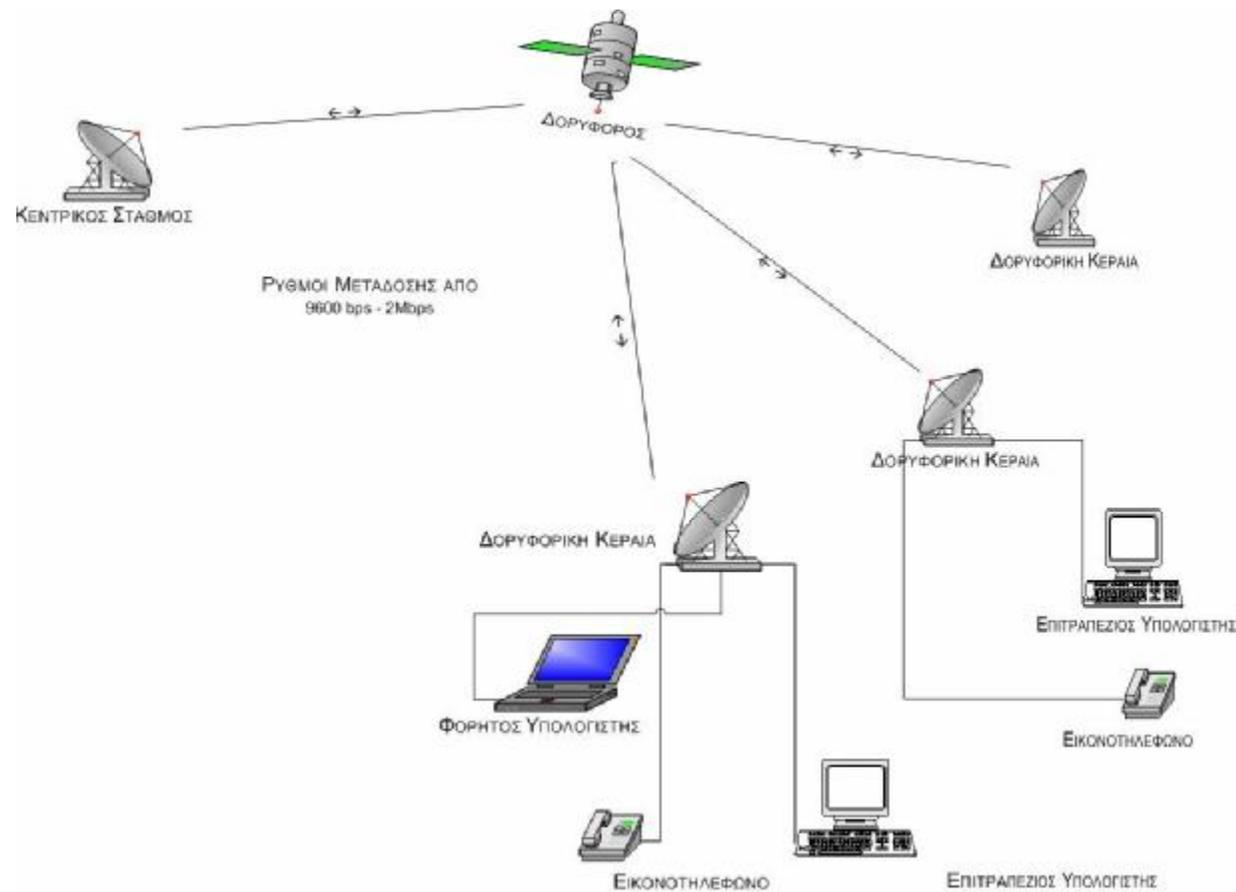 ΔΟΡΥΦΟΡΟΣ
ΚΕΝΤΡΙΚΟΣ ΣΤΑΘΜΟΣ
ΔΟΡΥΦΟΡΙΚΗ ΚΕΡΑΙΑ
ΡΥΘΜΟΙ ΜΕΤΑΔΟΣΗΣ ΑΠΟ
9600 bps - 2Mbps
ΔΟΡΥΦΟΡΙΚΗ ΚΕΡΑΙΑ
ΔΟΡΥΦΟΡΙΚΗ ΚΕΡΑΙΑ
ΕΠΙΤΡΑΠΕΖΙΟΣ ΥΠΟΛΟΓΙΣΤΗΣ
ΦΟΡΗΤΟΣ ΥΠΟΛΟΓΙΣΤΗΣ
ΕΙΚΟΝΟΤΗΛΕΦΩΝΟ
ΕΙΚΟΝΟΤΗΛΕΦΩΝΟ
ΕΠΙΤΡΑΠΕΖΙΟΣ ΥΠΟΛΟΓΙΣΤΗΣ